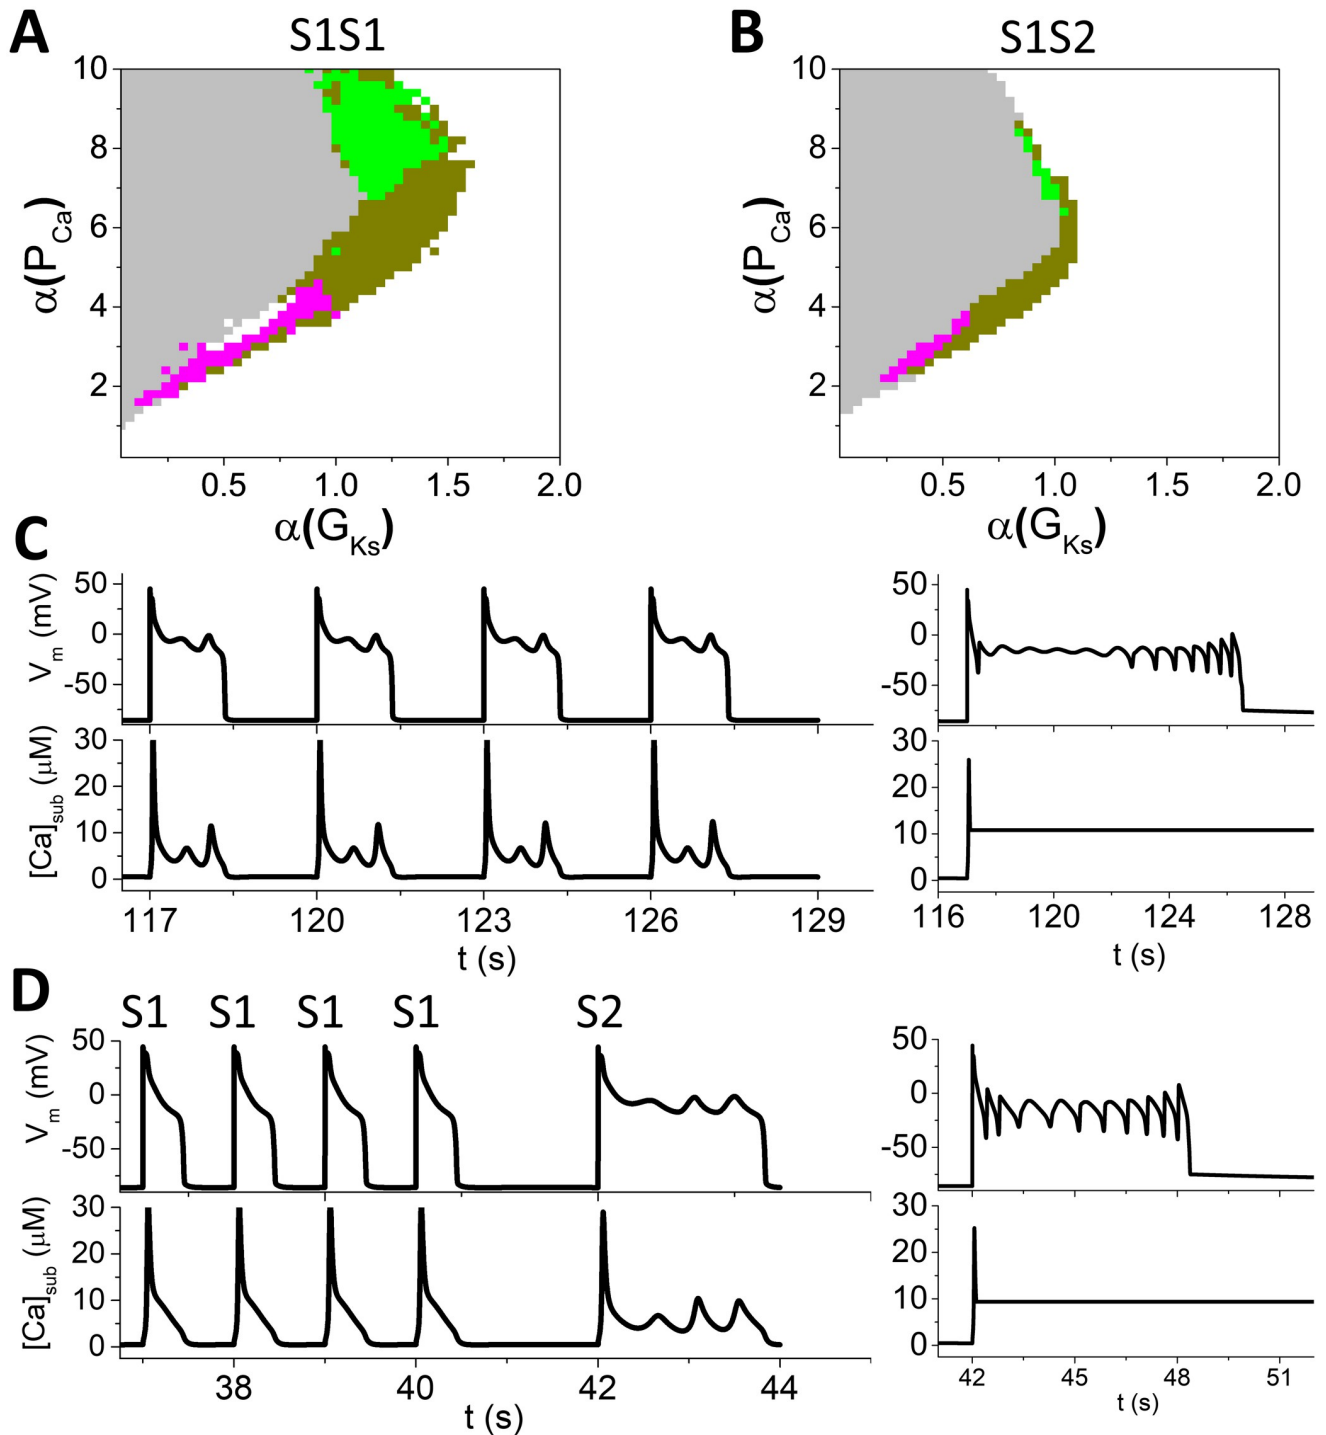 A
S1S1
B
S1S2
10
8
6
4
2
α(P_Ca)
0.5 1.0 1.5 2.0
α(G_Ks)
10
8
6
4
2
α(P_Ca)
0.5 1.0 1.5 2.0
α(G_Ks)
C
V_m (mV)
50
0
-50
50
0
-50
[Ca]_sub (μM)
30
20
10
0
30
20
10
0
117 120 123 126 129
t (s)
116 120 124 128
t (s)
D
S1 S1 S1 S1 S2
V_m (mV)
50
0
-50
50
0
-50
[Ca]_sub (μM)
30
20
10
0
30
20
10
0
38 40 42 44
t (s)
42 45 48 51
t (s)